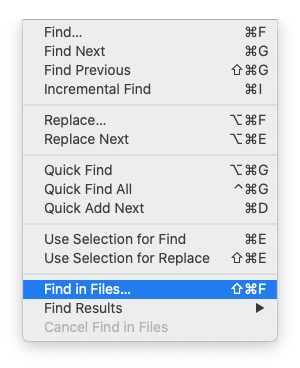 Find... ⌘F
Find Next ⌘G
Find Previous ⇧⌘G
Incremental Find ⌘I
Replace... ⌥⌘F
Replace Next ⌥⌘E
Quick Find ⌥⌘G
Quick Find All ^⌘G
Quick Add Next ⌘D
Use Selection for Find ⌘E
Use Selection for Replace ⇧⌘E
Find in Files... ⇧⌘F
Find Results ▶
Cancel Find in Files